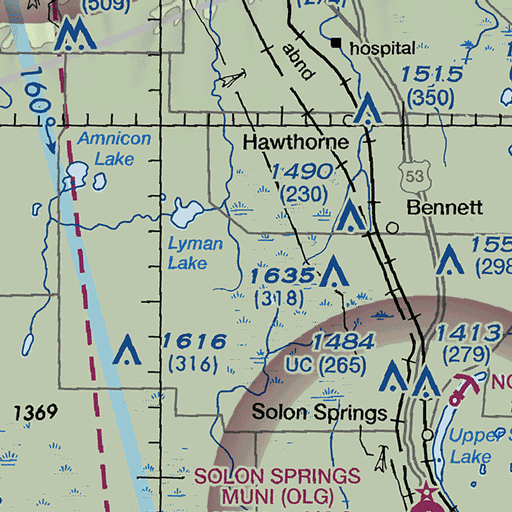 (509)
abnd
hospital
1515
(350)
160°
Amnicon
Lake
Hawthorne
53
1490
(230)
Bennett
Lyman
Lake
155
(298
1635
(318)
1616
(316)
1484
UC (265)
1413
(279)
NO
1369
Solon Springs
Upper S
Lake
SOLON SPRINGS
MUNI (OLG)